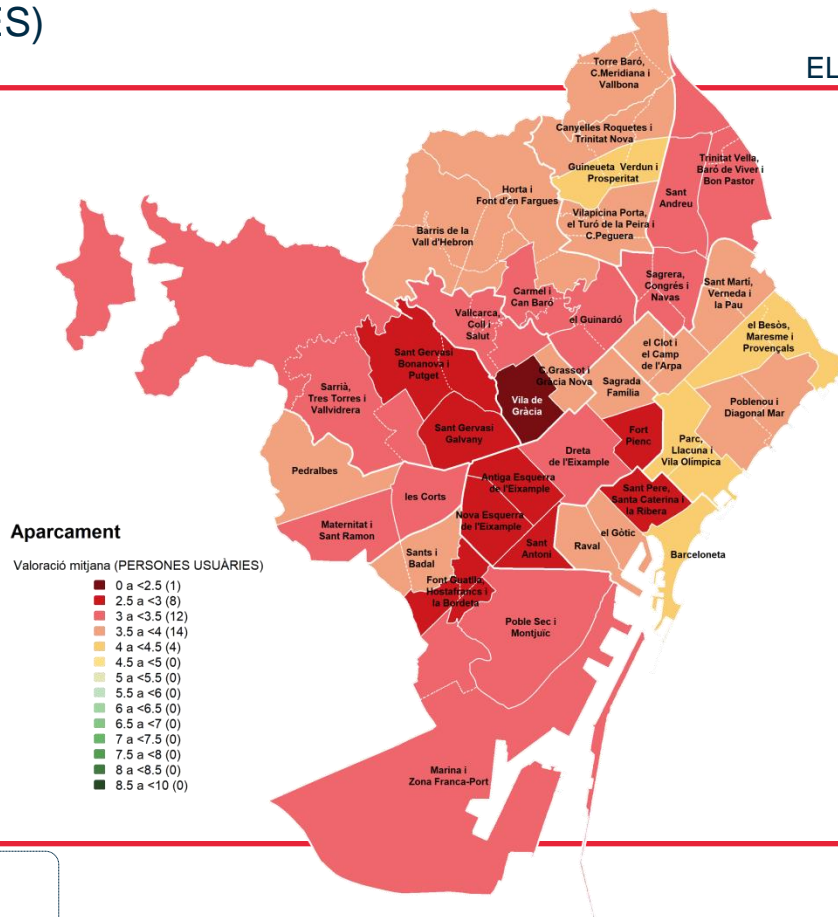 ES)
EL
Torre Baró,
C.Meridiana i
Vallbona
Canyelles Roquetes i
Trinitat Nova
Guineueta Verdun i
Prosperitat
Trinitat Vella,
Baró de Viver i
Bon Pastor
Sant
Andreu
Horta i
Font d'en Fargues
Vilapicina Porta,
el Turó de la Peira i
C.Peguera
Barris de la
Vall d'Hebron
Sagrera,
Congrés i
Navas
Sant Martí,
Verneda i
la Pau
Carmel i
Can Baró
Vallcarca,
Coll i
Salut
el Guinardó
el Besòs,
Maresme i
Provençals
el Clot i
el Camp
de l'Arpa
Sant Gervasi
Bonanova i
Putget
C.Grassot i
Gràcia Nova
Sagrada
Família
Sarrià,
Tres Torres i
Vallvidrera
Vila de
Gràcia
Poblenou i
Diagonal Mar
Sant Gervasi
Galvany
Fort
Pienc
Parc,
Llacuna i
Vila Olímpica
Dreta
de l'Eixample
Pedralbes
Antiga Esquerra
de l'Eixample
les Corts
Sant Pere,
Santa Caterina i
la Ribera
Nova Esquerra
de l'Eixample
Maternitat i
Sant Ramon
el Gòtic
Sant
Antoni
Raval
Barceloneta
Sants i
Badal
Font Guatlla,
Hostafrancs i
la Bordeta
Poble Sec i
Montjuïc
Marina i
Zona Franca-Port
Aparcament
Valoració mitjana (PERSONES USUÀRIES)
0 a <2.5 (1)
2.5 a <3 (8)
3 a <3.5 (12)
3.5 a <4 (14)
4 a <4.5 (4)
4.5 a <5 (0)
5 a <5.5 (0)
5.5 a <6 (0)
6 a <6.5 (0)
6.5 a <7 (0)
7 a <7.5 (0)
7.5 a <8 (0)
8 a <8.5 (0)
8.5 a <10 (0)